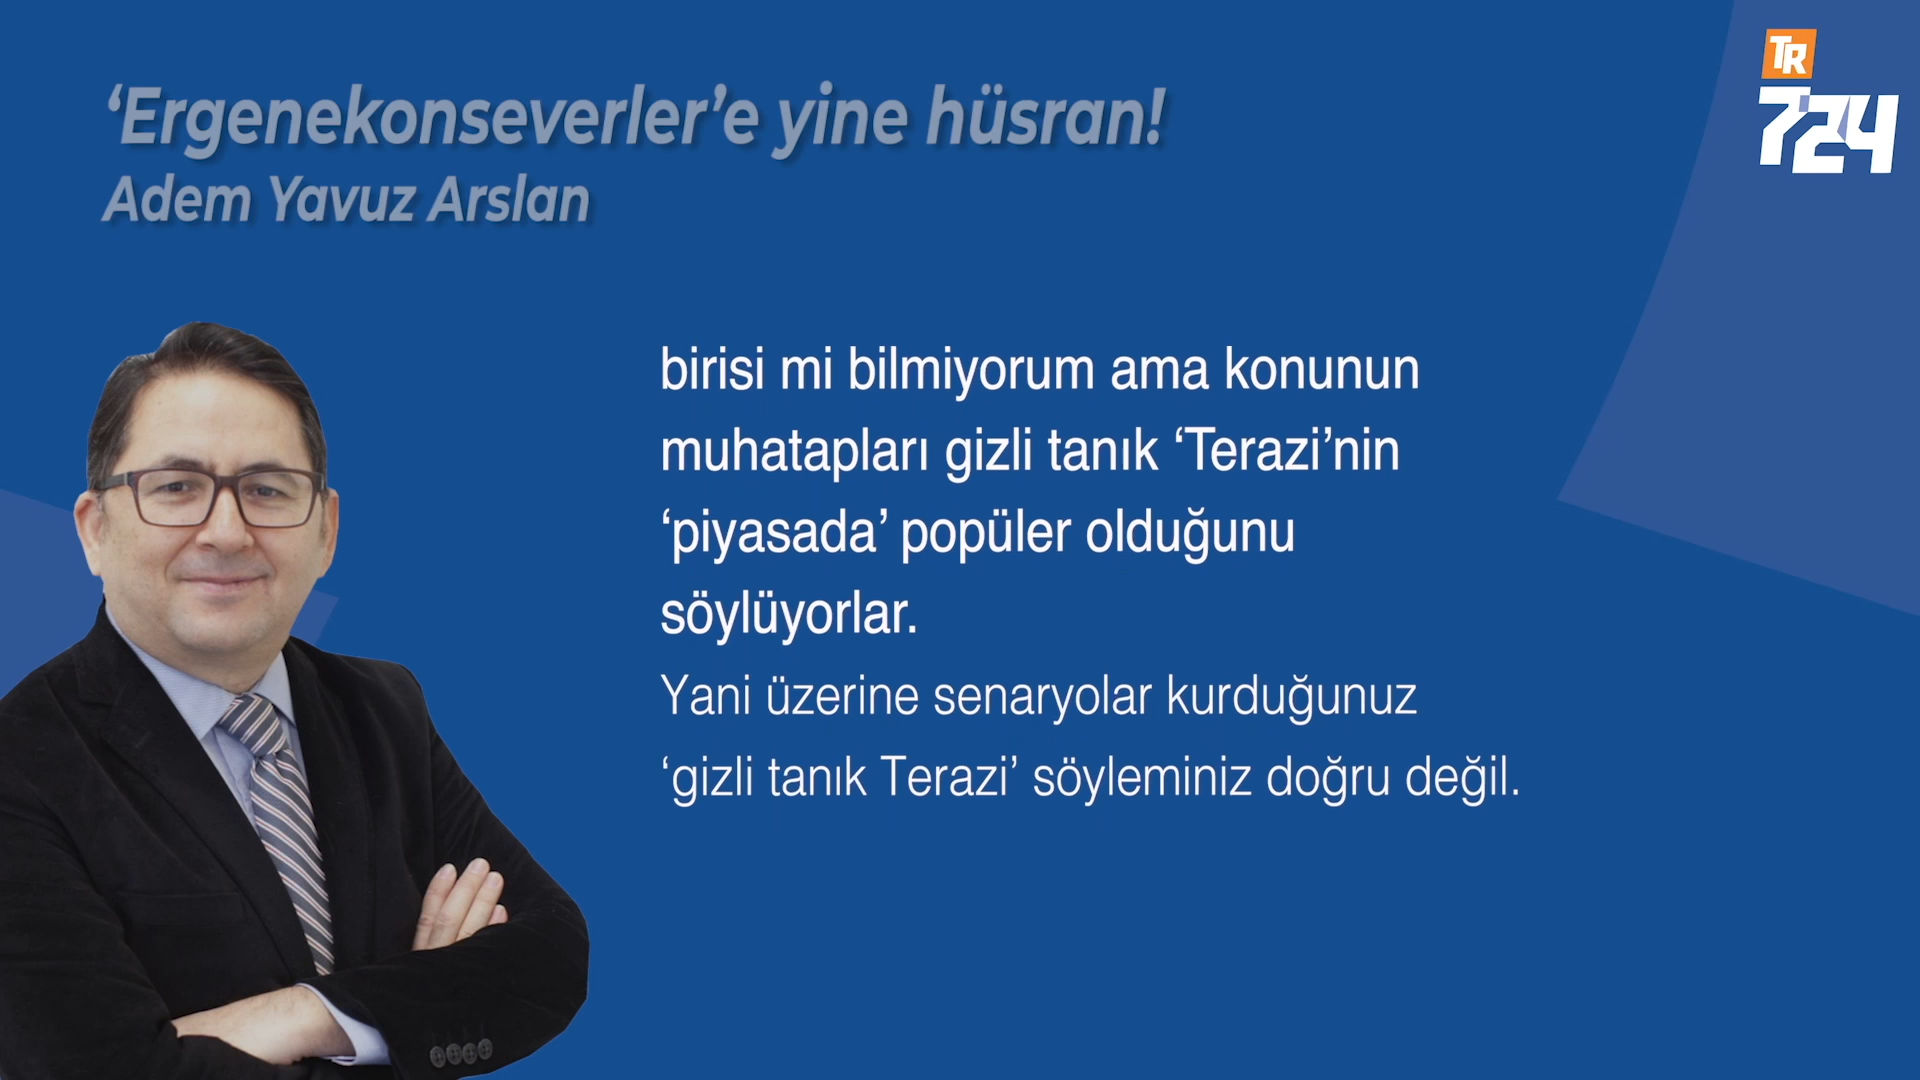 ‘Ergenekonseverler’e yine hüsran!
Adem Yavuz Arslan
TR
724
birisi mi bilmiyorum ama konunun
muhatapları gizli tanık ‘Terazi’nin
‘piyasada’ popüler olduğunu
söylüyorlar.
Yani üzerine senaryolar kurduğunuz
‘gizli tanık Terazi’ söyleminiz doğru değil.